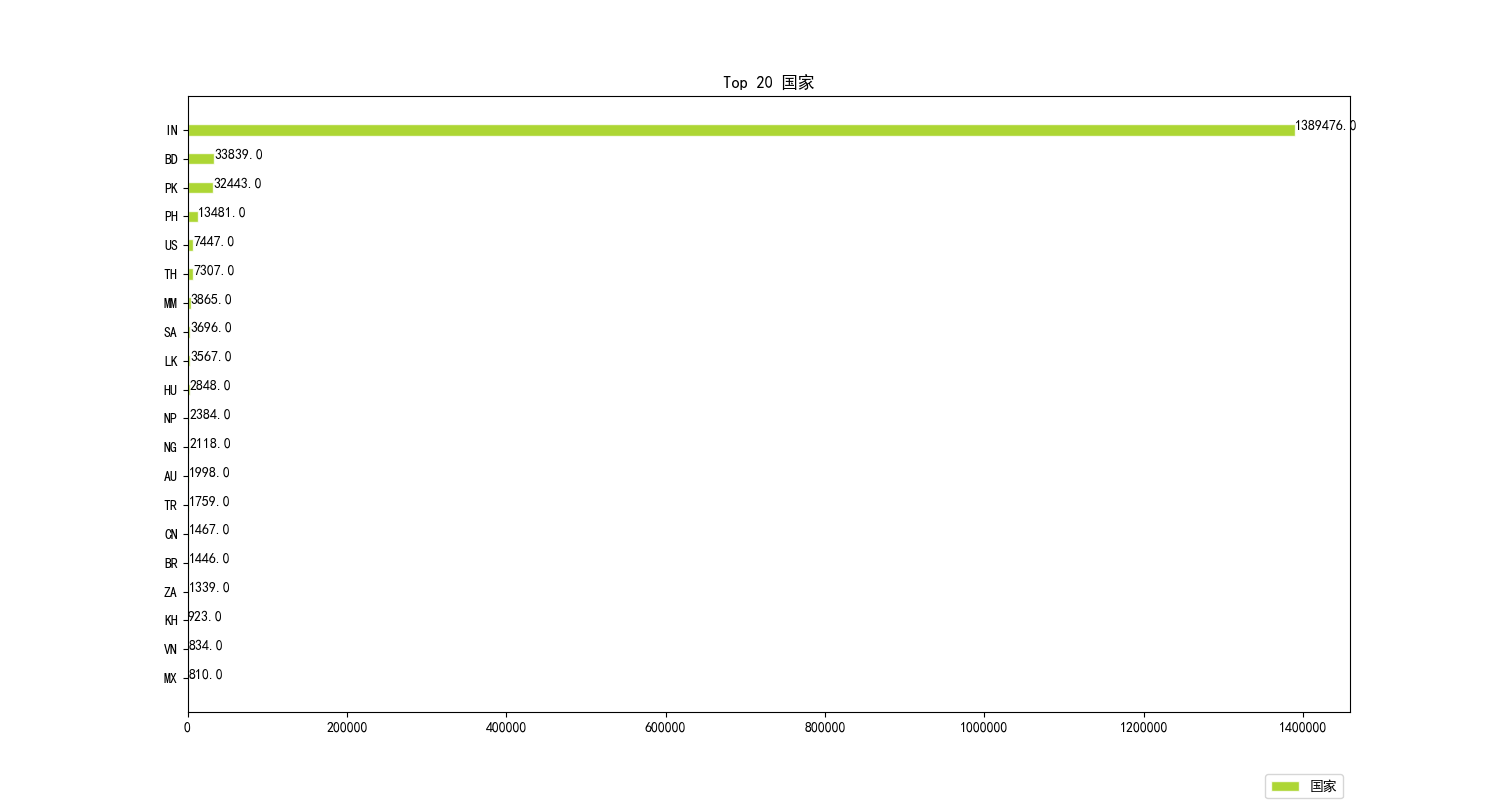 Top 20 国家
IN 1389476.0
BD 33839.0
PK 32443.0
PH 13481.0
US 7447.0
TH 7307.0
MM 3865.0
SA 3696.0
LK 3567.0
HU 2848.0
NP 2384.0
NG 2118.0
AU 1998.0
TR 1759.0
CN 1467.0
BR 1446.0
ZA 1339.0
KH 923.0
VN 834.0
MX 810.0
0 200000 400000 600000 800000 1000000 1200000 1400000
国家